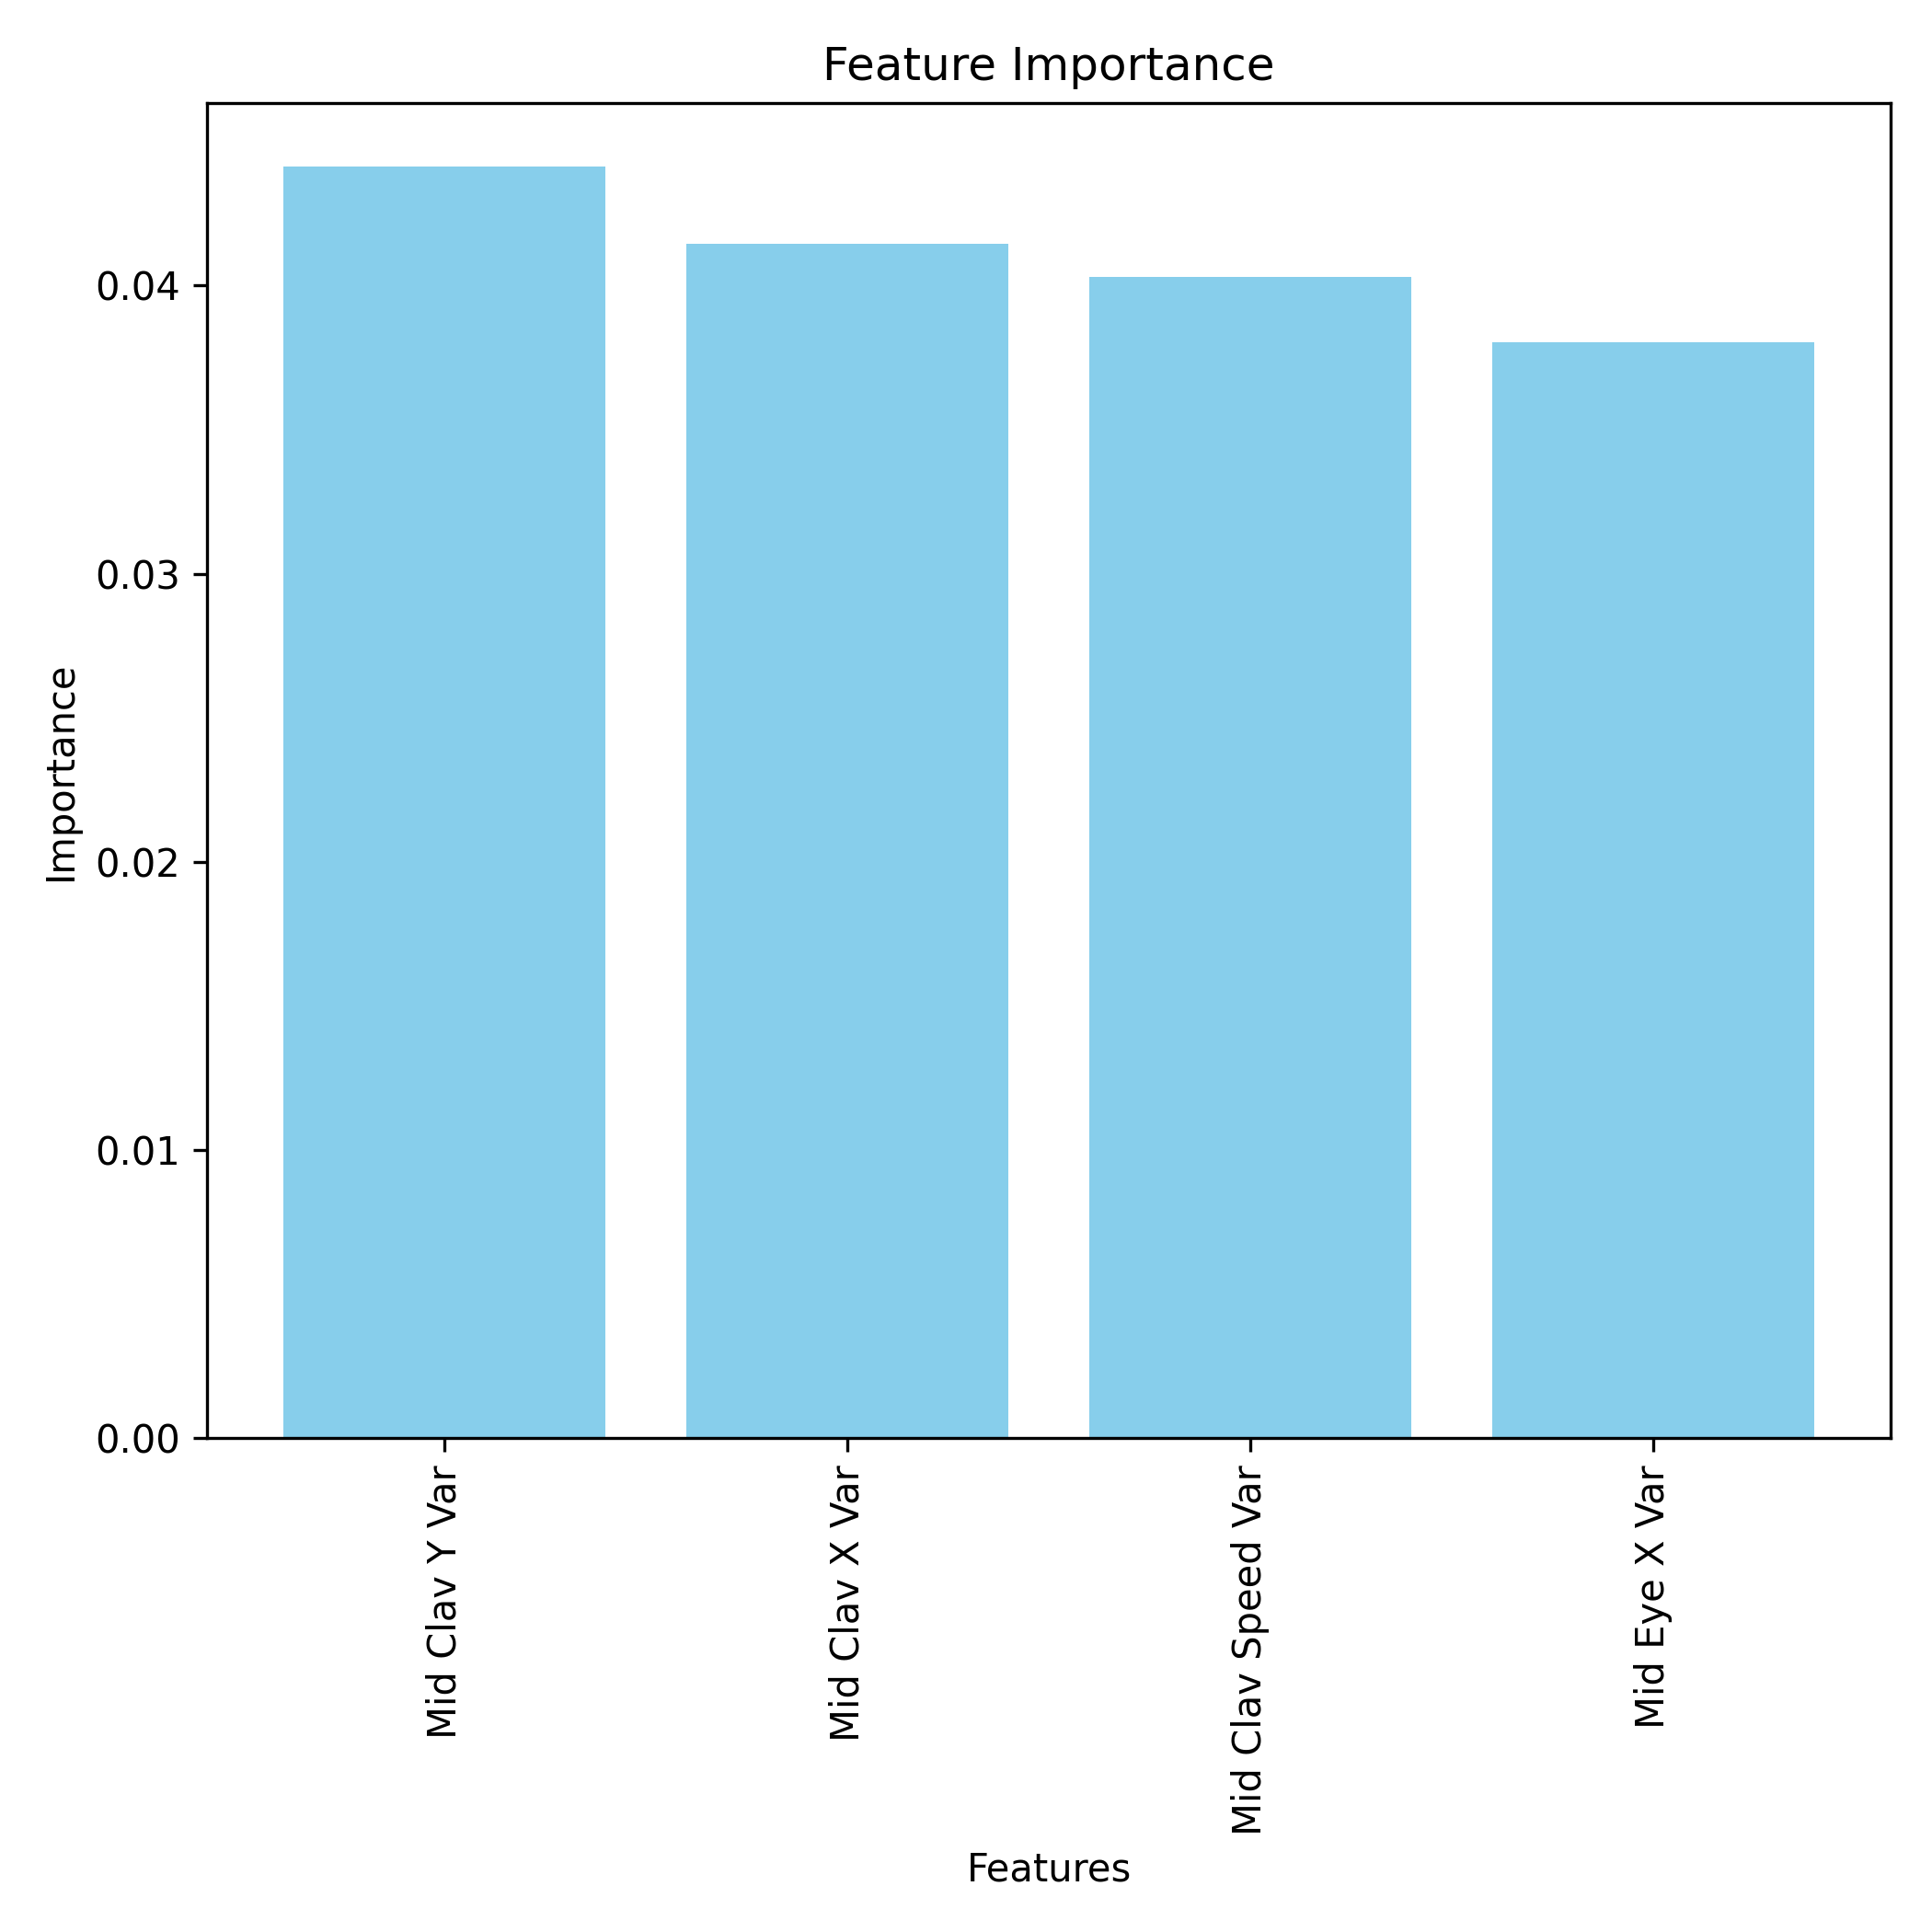 Feature Importance
Importance
0.04
0.03
0.02
0.01
0.00
Mid Clav Y Var
Mid Clav X Var
Mid Clav Speed Var
Mid Eye X Var
Features